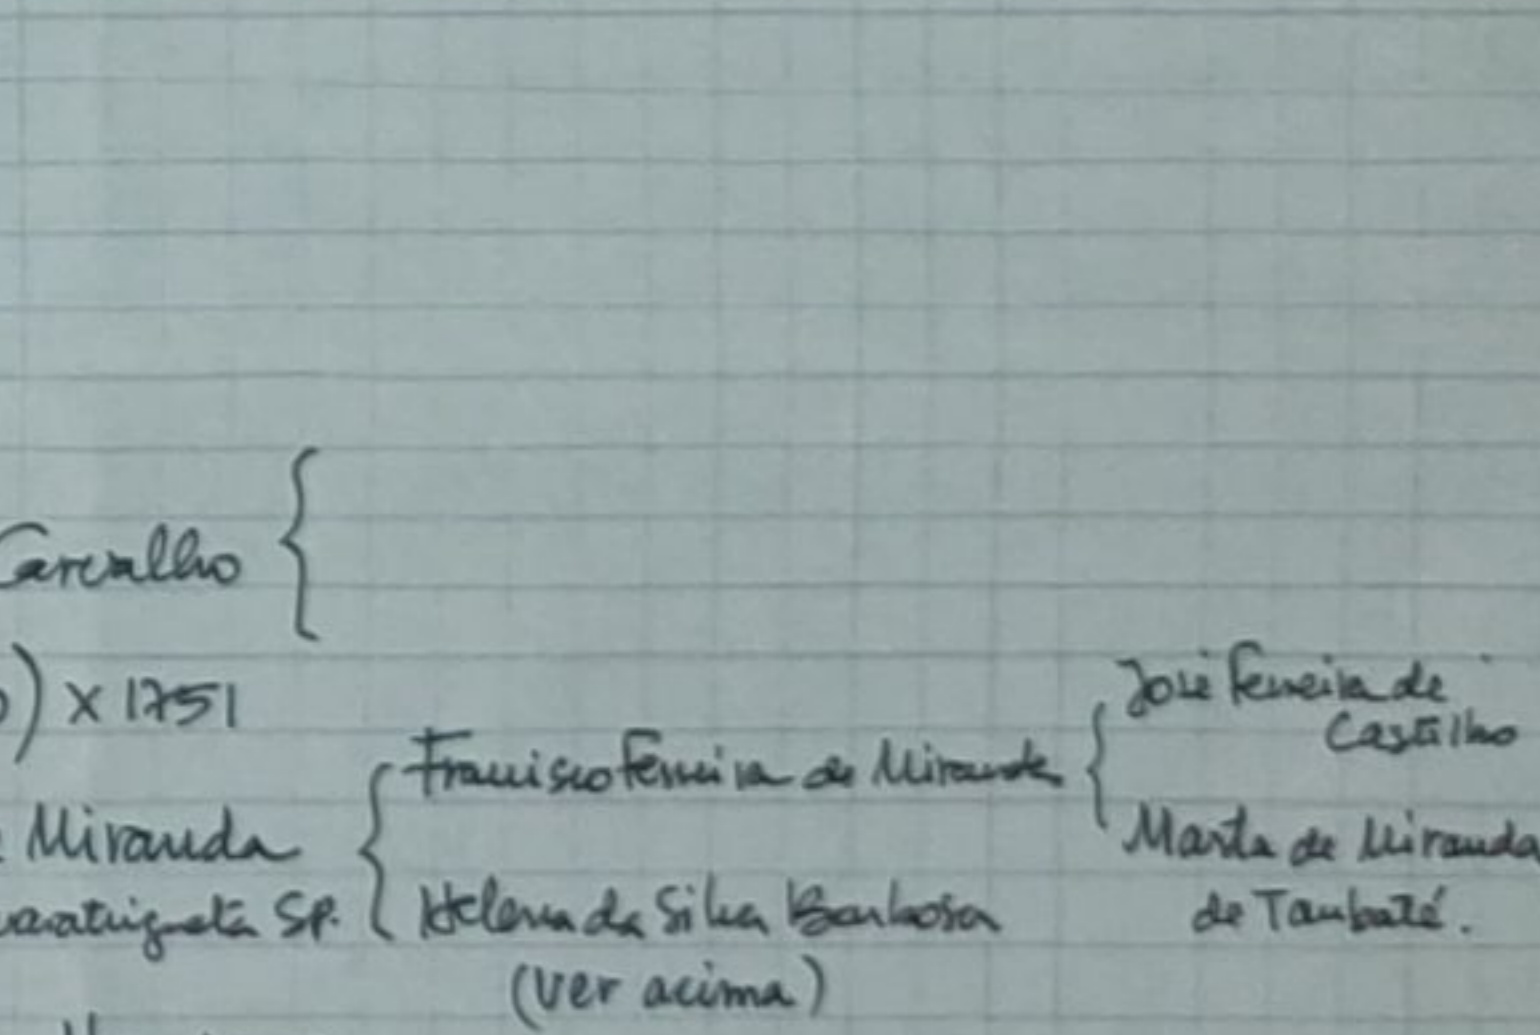 Carvalho
) x 1751
José Ferreira de
Castilho
Francisco Ferreira de Miranda
Miranda
Marta de Miranda
de Taubaté.
uaratinguetá SP.
Helena da Silva Barbosa
(ver acima)